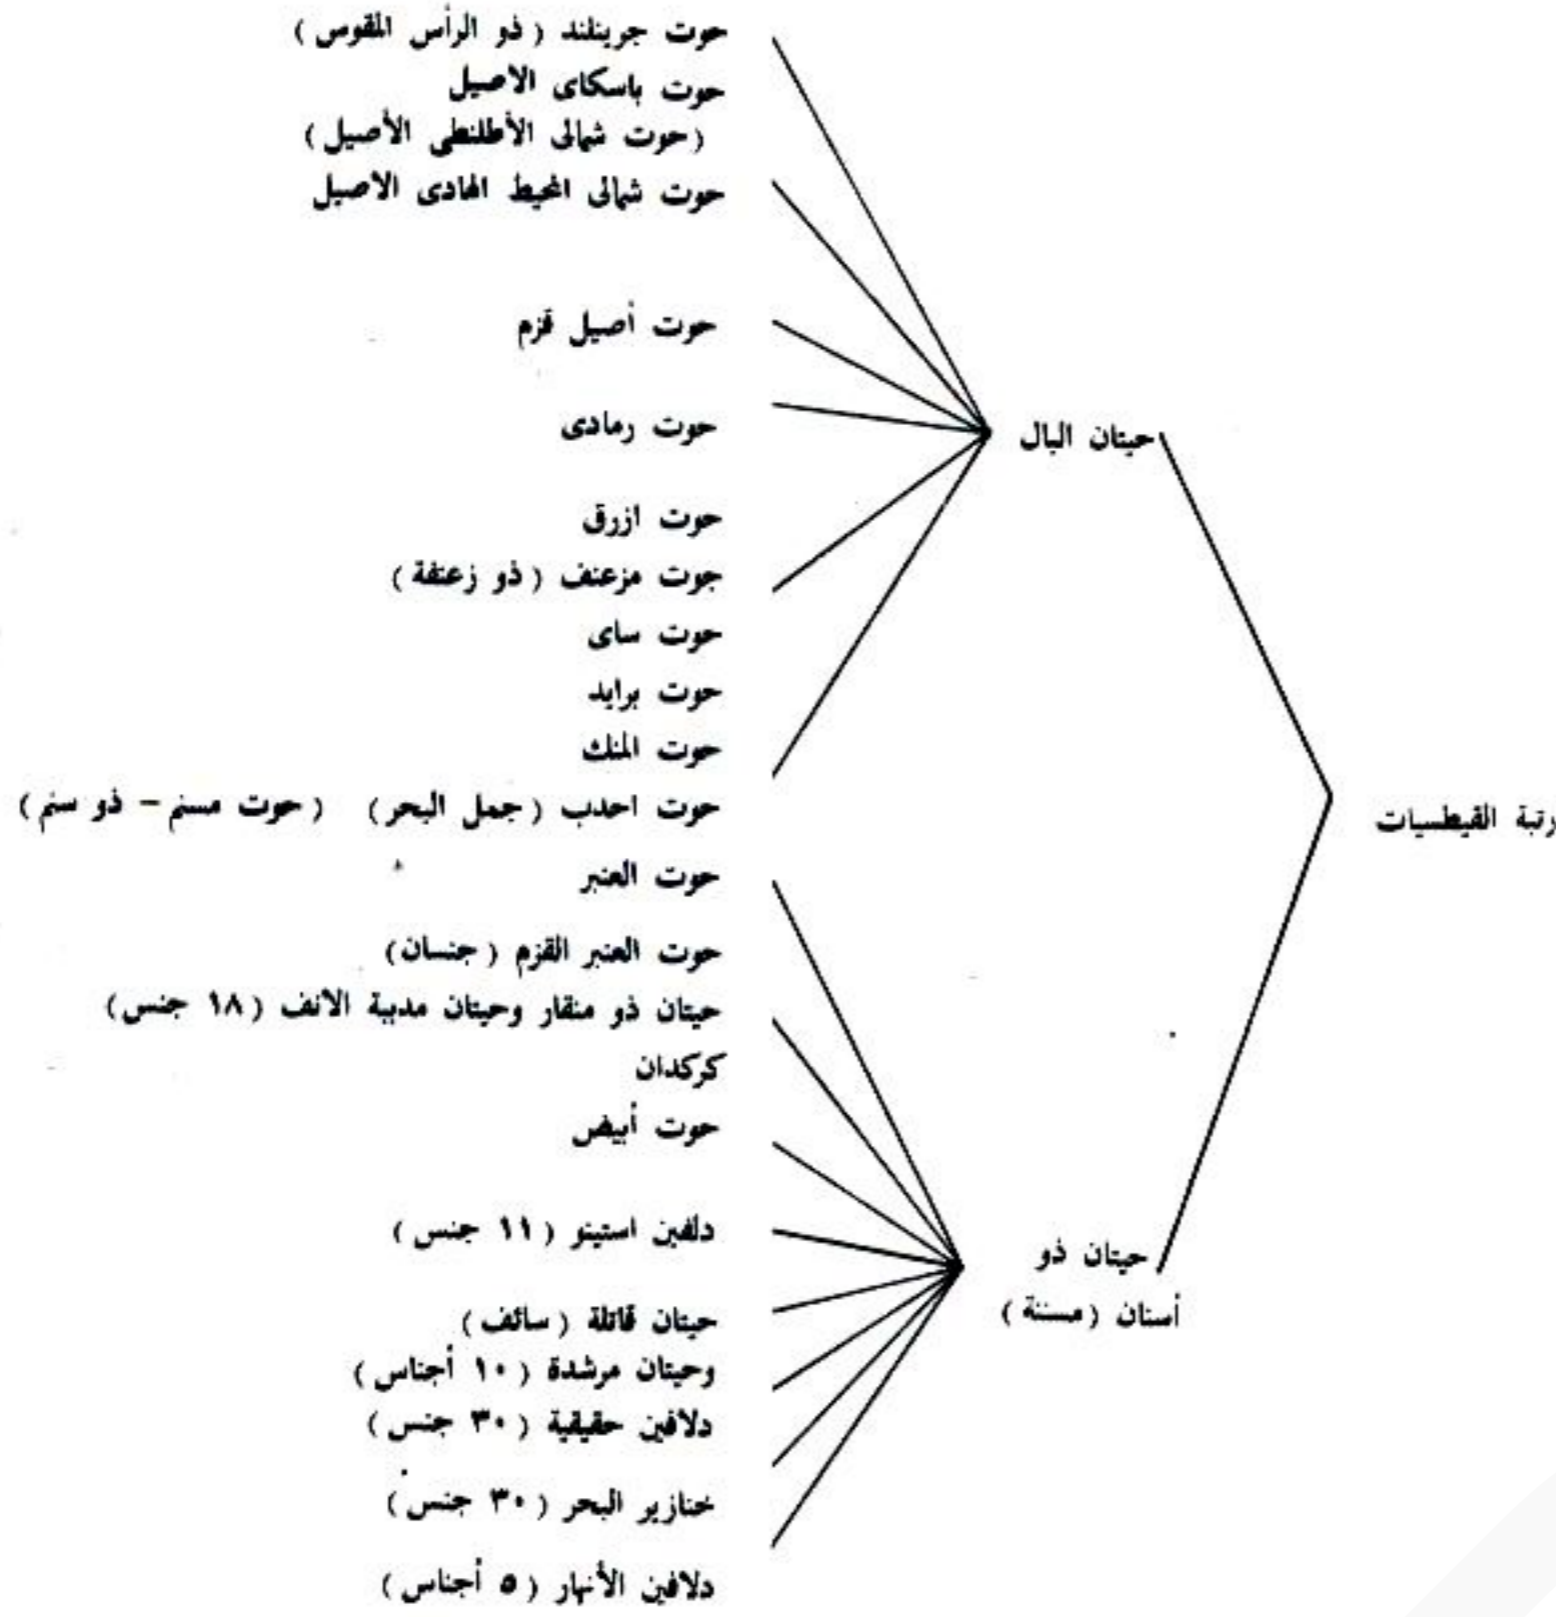 رتبة القيطسيات
حيتان البال
حوت جرينلند (ذو الرأس المقوس)
حوت باسكاى الاصيل
(حوت شمالى الأطلنطى الأصيل)
حوت شمالى المحيط الهادى الاصيل
حوت أصيل قزم
حوت رمادى
حوت ازرق
جوت مزعنف (ذو زعنفة)
حوت ساى
حوت برايد
حوت المنك
حوت احدب (جمل البحر) (حوت مسنم – ذو سنم)
حيتان ذو
أسنان (مسننة)
حوت العنبر
حوت العنبر القزم (جنسان)
حيتان ذو منقار وحيتان مدببة الانف (١٨ جنس)
كركدان
حوت أبيض
دلفين استينو (١١ جنس)
حيتان قاتلة (سائف)
وحيتان مرشدة (١٠ أجناس)
دلافين حقيقية (٣٠ جنس)
خنازير البحر (٣٠ جنس)
دلافين الأنهار (٥ أجناس)